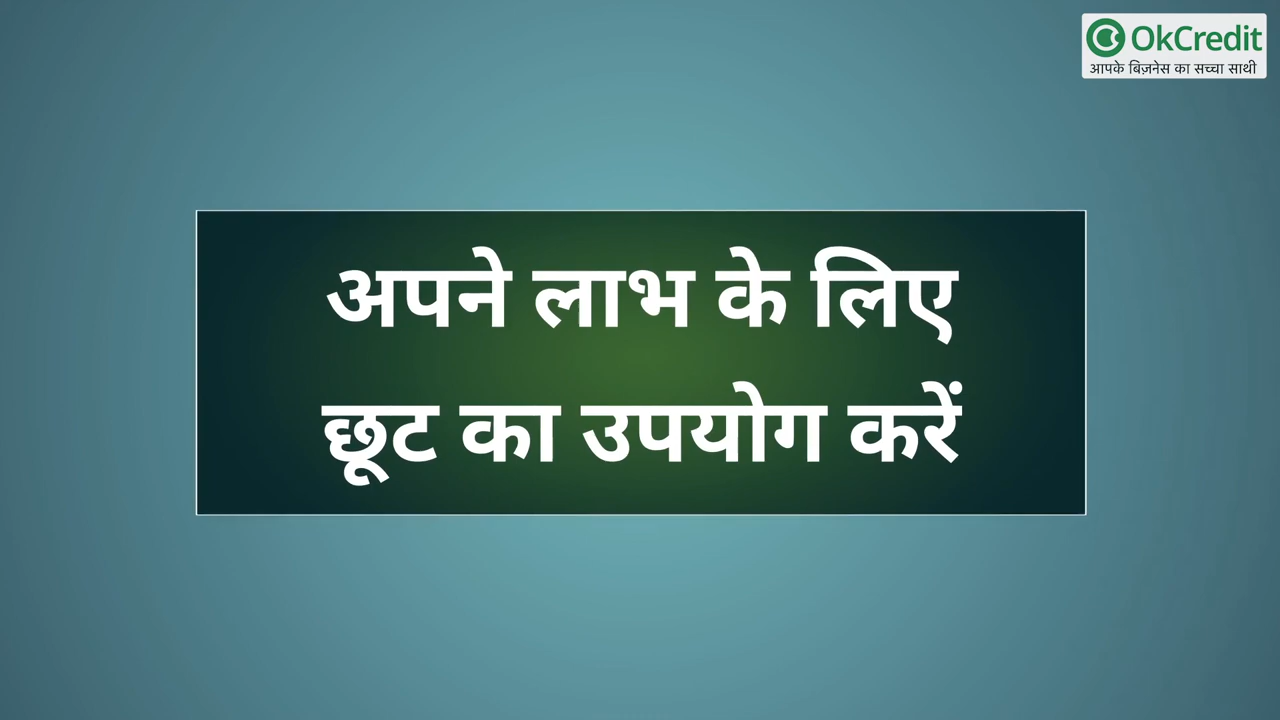 OkCredit
आपके बिज़नेस का सच्चा साथी
अपने लाभ के लिए
छूट का उपयोग करें